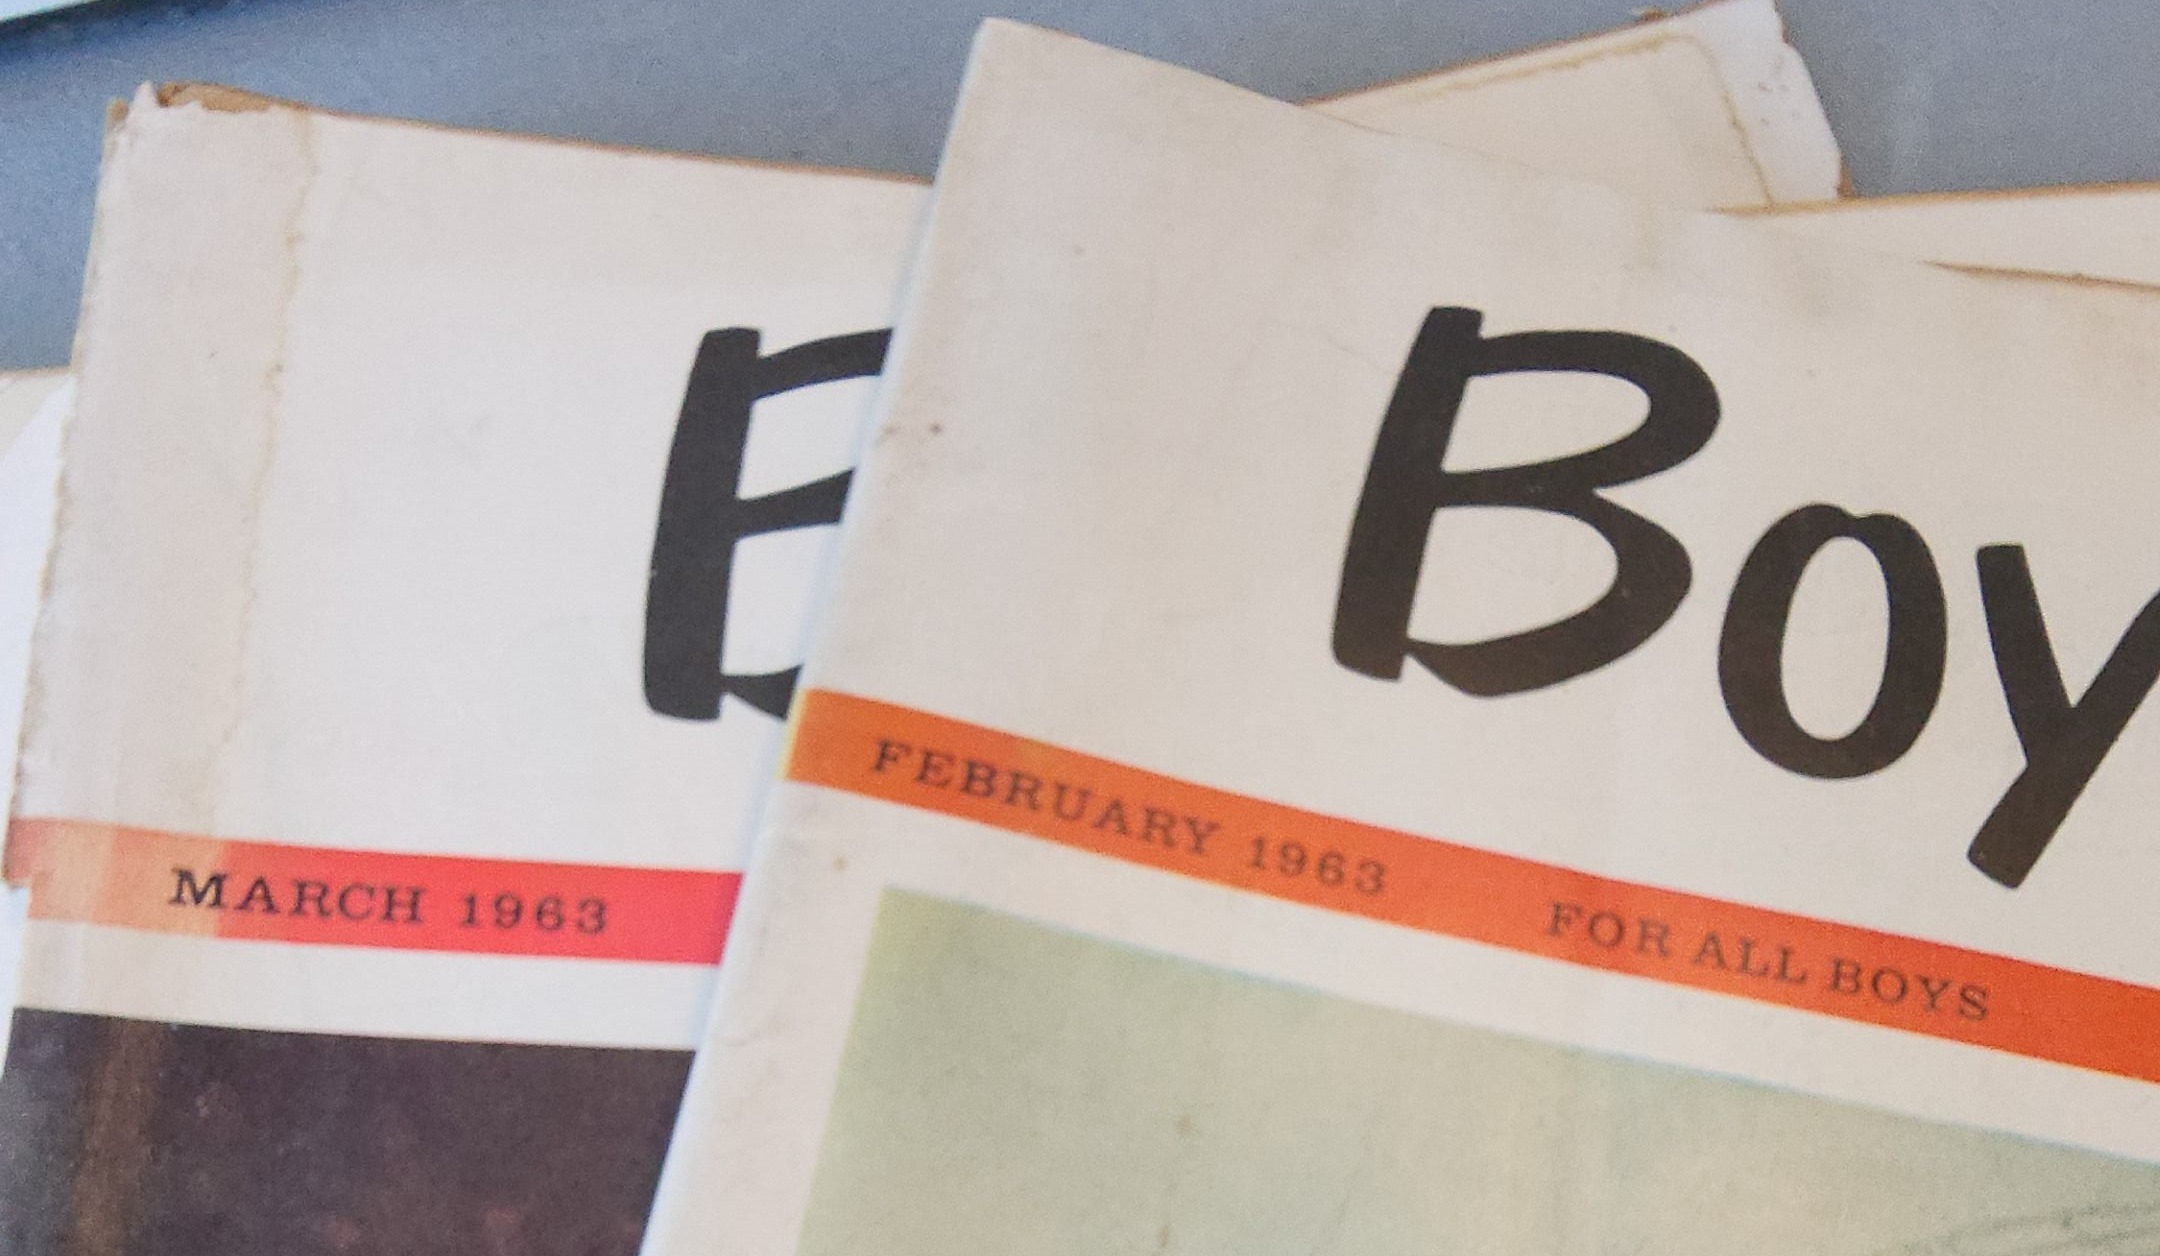 B
MARCH 1963
Boy
FEBRUARY 1963 FOR ALL BOYS